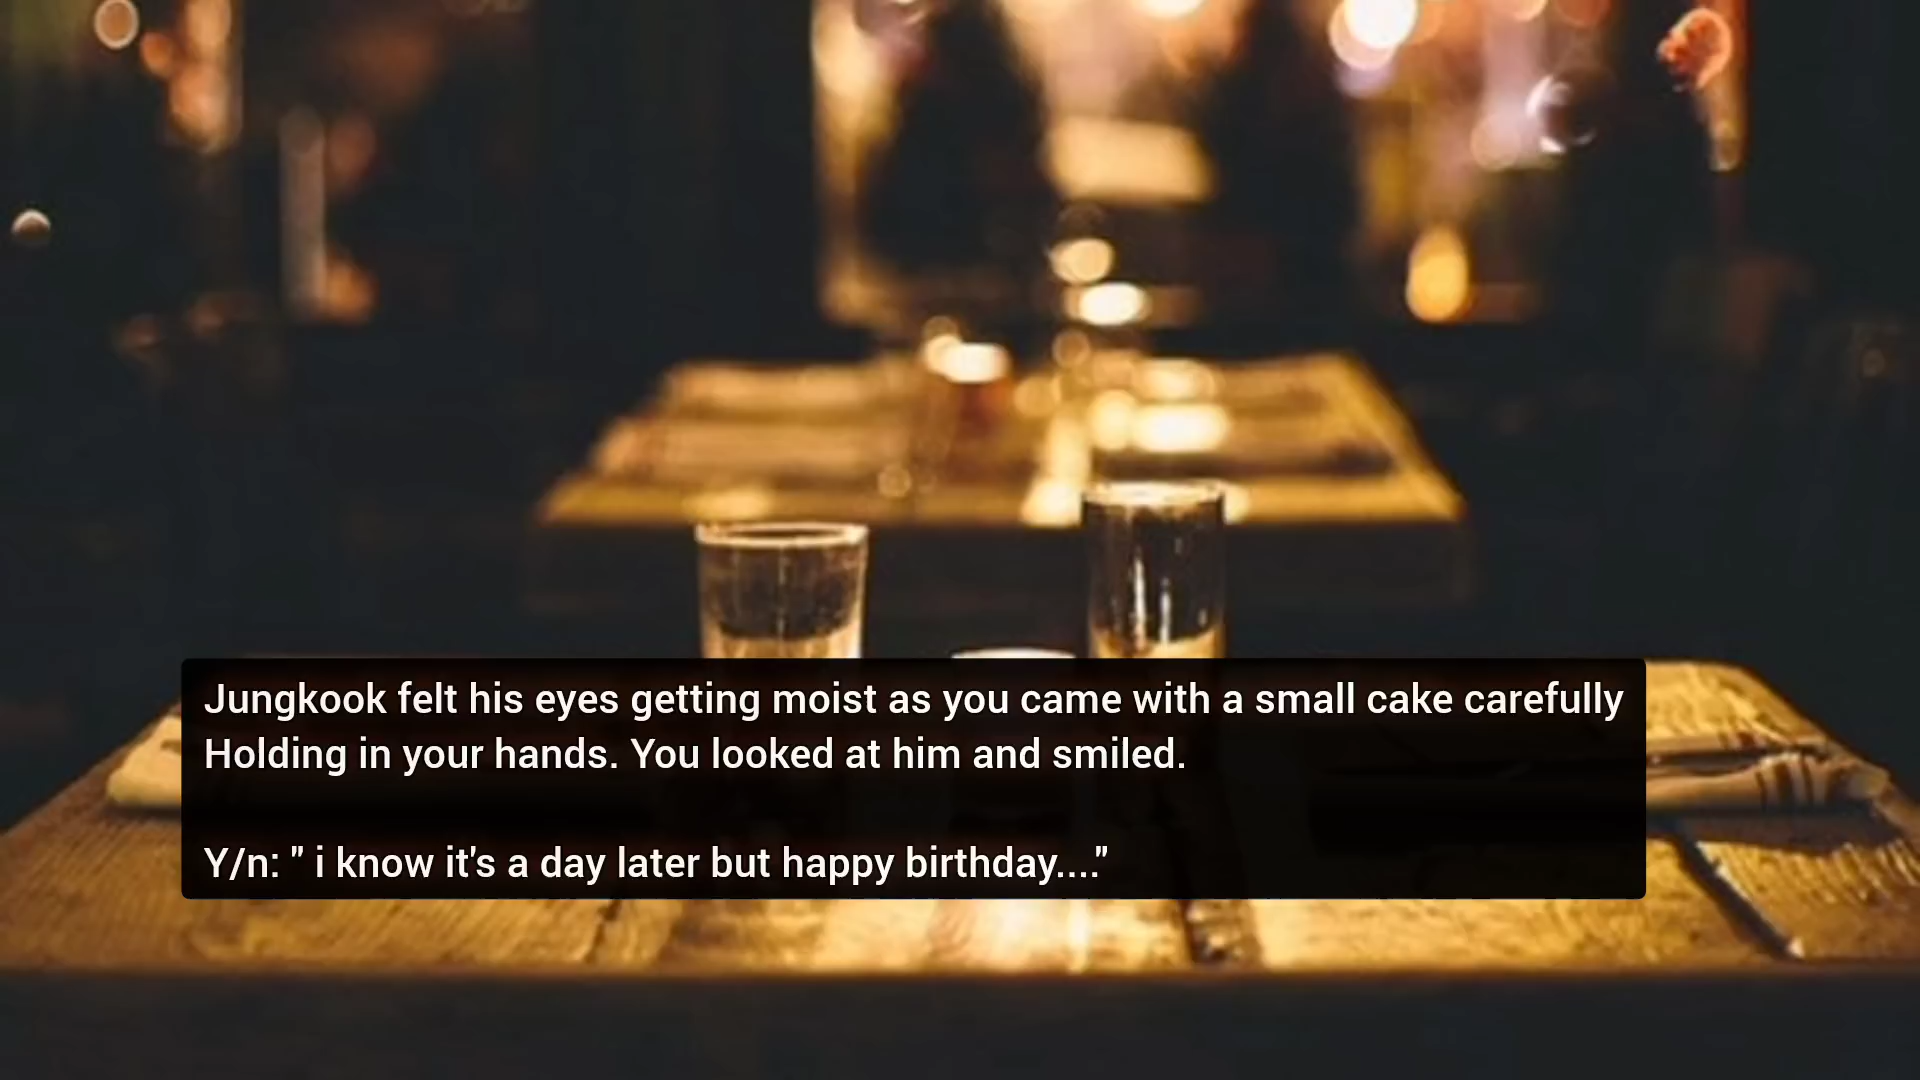 Jungkook felt his eyes getting moist as you came with a small cake carefully
Holding in your hands. You looked at him and smiled.
Y/n: " i know it's a day later but happy birthday...."